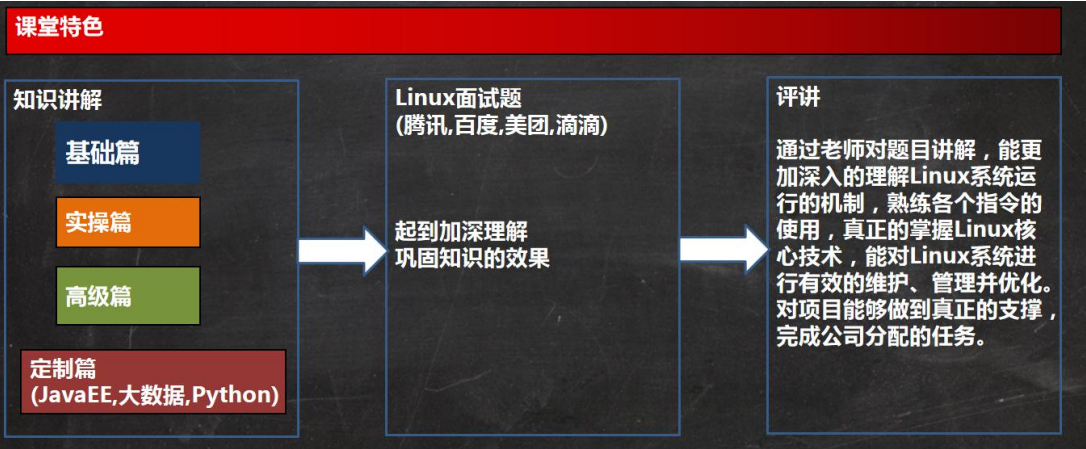 课堂特色
知识讲解
基础篇
实操篇
高级篇
定制篇
(JavaEE,大数据,Python)
Linux面试题
(腾讯,百度,美团,滴滴)
起到加深理解
巩固知识的效果
评讲
通过老师对题目讲解，能更
加深入的理解Linux系统运
行的机制，熟练各个指令的
使用，真正的掌握Linux核
心技术，能对Linux系统进
行有效的维护、管理并优化。
对项目能够做到真正的支撑，
完成公司分配的任务。